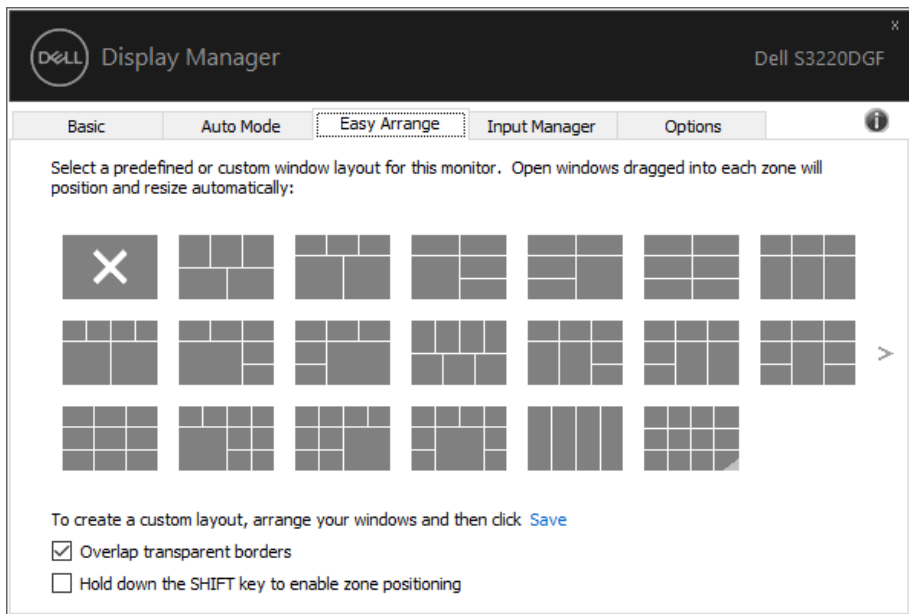 x
DELL Display Manager
Dell S3220DGF
Basic Auto Mode Easy Arrange Input Manager Options
Select a predefined or custom window layout for this monitor. Open windows dragged into each zone will
position and resize automatically:
>
To create a custom layout, arrange your windows and then click Save
Overlap transparent borders
Hold down the SHIFT key to enable zone positioning